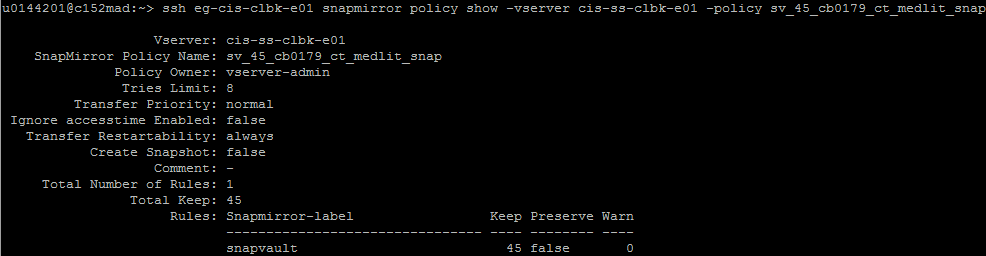 u0144201@c152mad:~> ssh eg-cis-clbk-e01 snapmirror policy show -vserver cis-ss-clbk-e01 -policy sv_45_cb0179_ct_medlit_snap
Vserver: cis-ss-clbk-e01
SnapMirror Policy Name: sv_45_cb0179_ct_medlit_snap
Policy Owner: vserver-admin
Tries Limit: 8
Transfer Priority: normal
Ignore accesstime Enabled: false
Transfer Restartability: always
Create Snapshot: false
Comment: -
Total Number of Rules: 1
Total Keep: 45
Rules: Snapmirror-label Keep Preserve Warn
-------------------------------- ---- -------- ----
snapvault 45 false 0